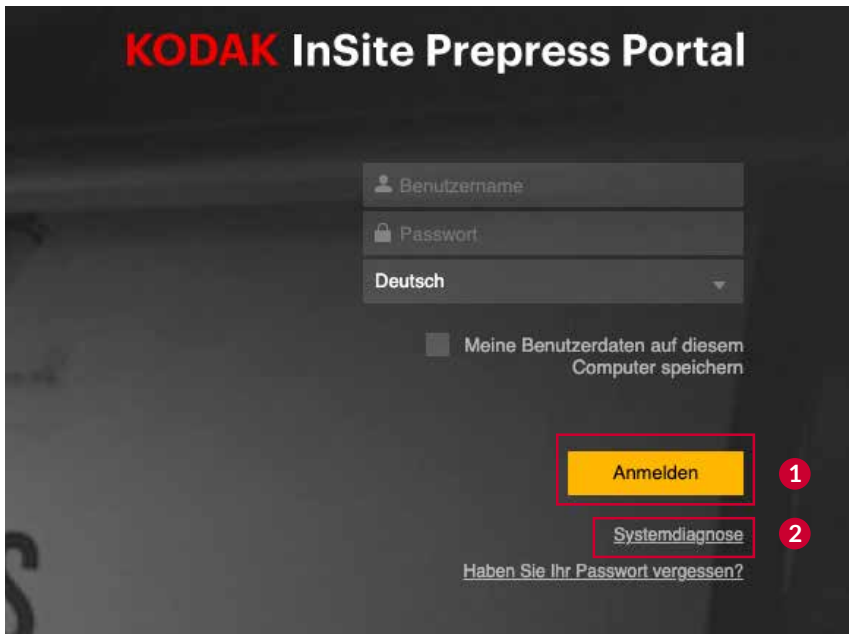 KODAK InSite Prepress Portal
Benutzername
Passwort
Deutsch
Meine Benutzerdaten auf diesem
Computer speichern
Anmelden
1
Systemdiagnose
2
Haben Sie Ihr Passwort vergessen?